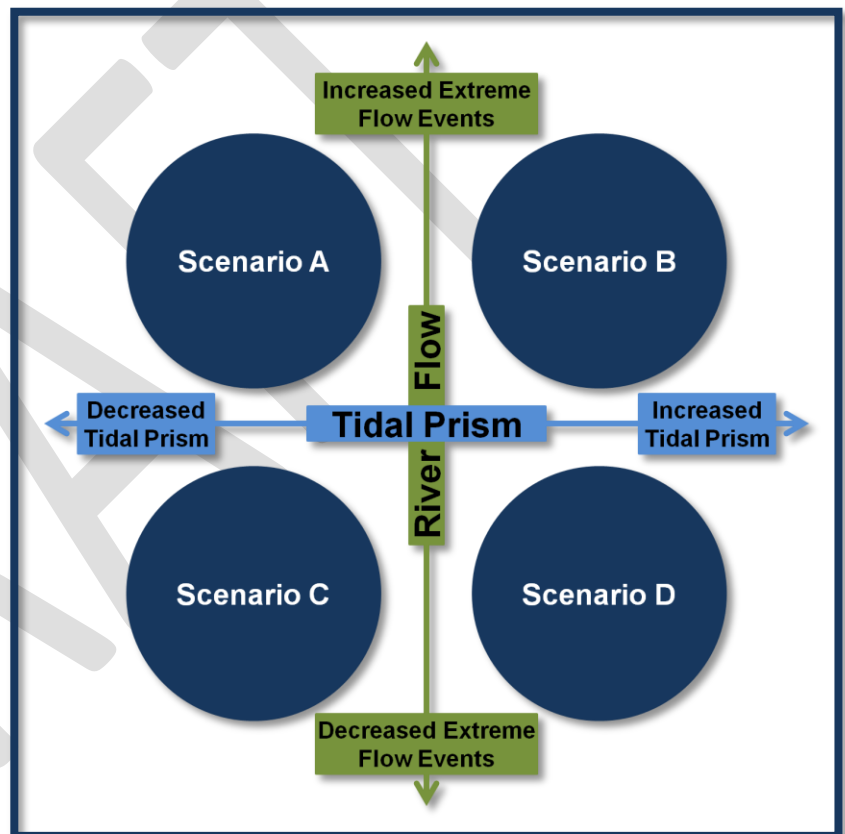 Increased Extreme
Flow Events
Scenario A
Scenario B
River Flow
Decreased
Tidal Prism
Tidal Prism
Increased
Tidal Prism
Scenario C
Scenario D
Decreased Extreme
Flow Events